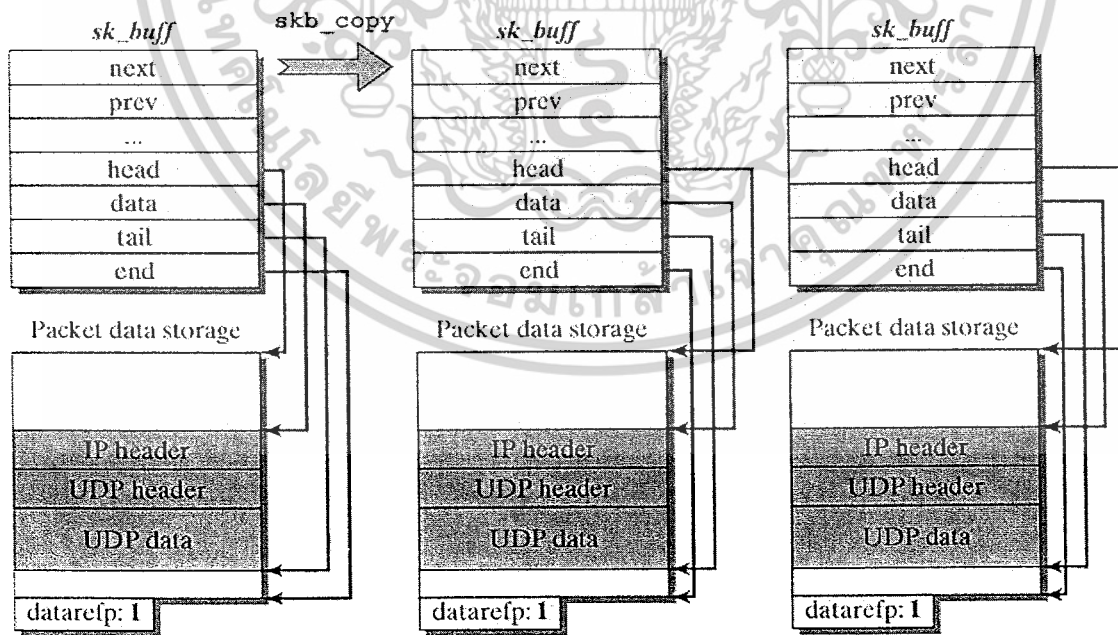 skb_copy
sk_buff
next
prev
...
head
data
tail
end
Packet data storage
IP header
UDP header
UDP data
datarefp: 1
sk_buff
next
prev
...
head
data
tail
end
Packet data storage
IP header
UDP header
UDP data
datarefp: 1
sk_buff
next
prev
...
head
data
tail
end
Packet data storage
IP header
UDP header
UDP data
datarefp: 1